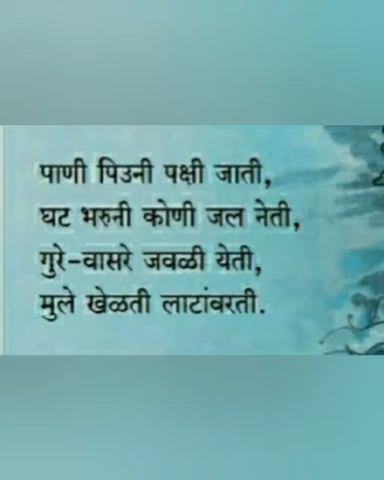 पाणी पिउनी पक्षी जाती,
घट भरुनी कोणी जल नेती,
गुरे-वासरे जवळी येती,
मुले खेळती लाटांवरती.